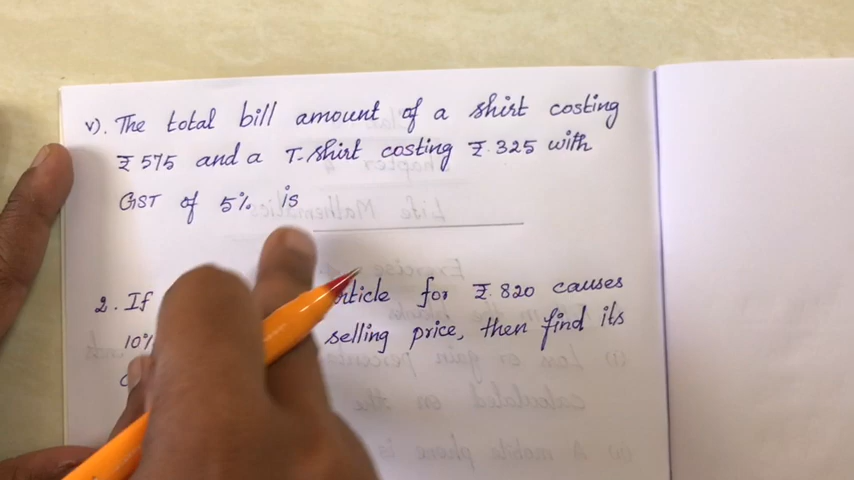 v). The total bill amount of a shirt costing
₹ 575 and a T-shirt costing ₹.325 with
GST of 5% is
2. If for ₹.820 causes
10% selling price, then find its